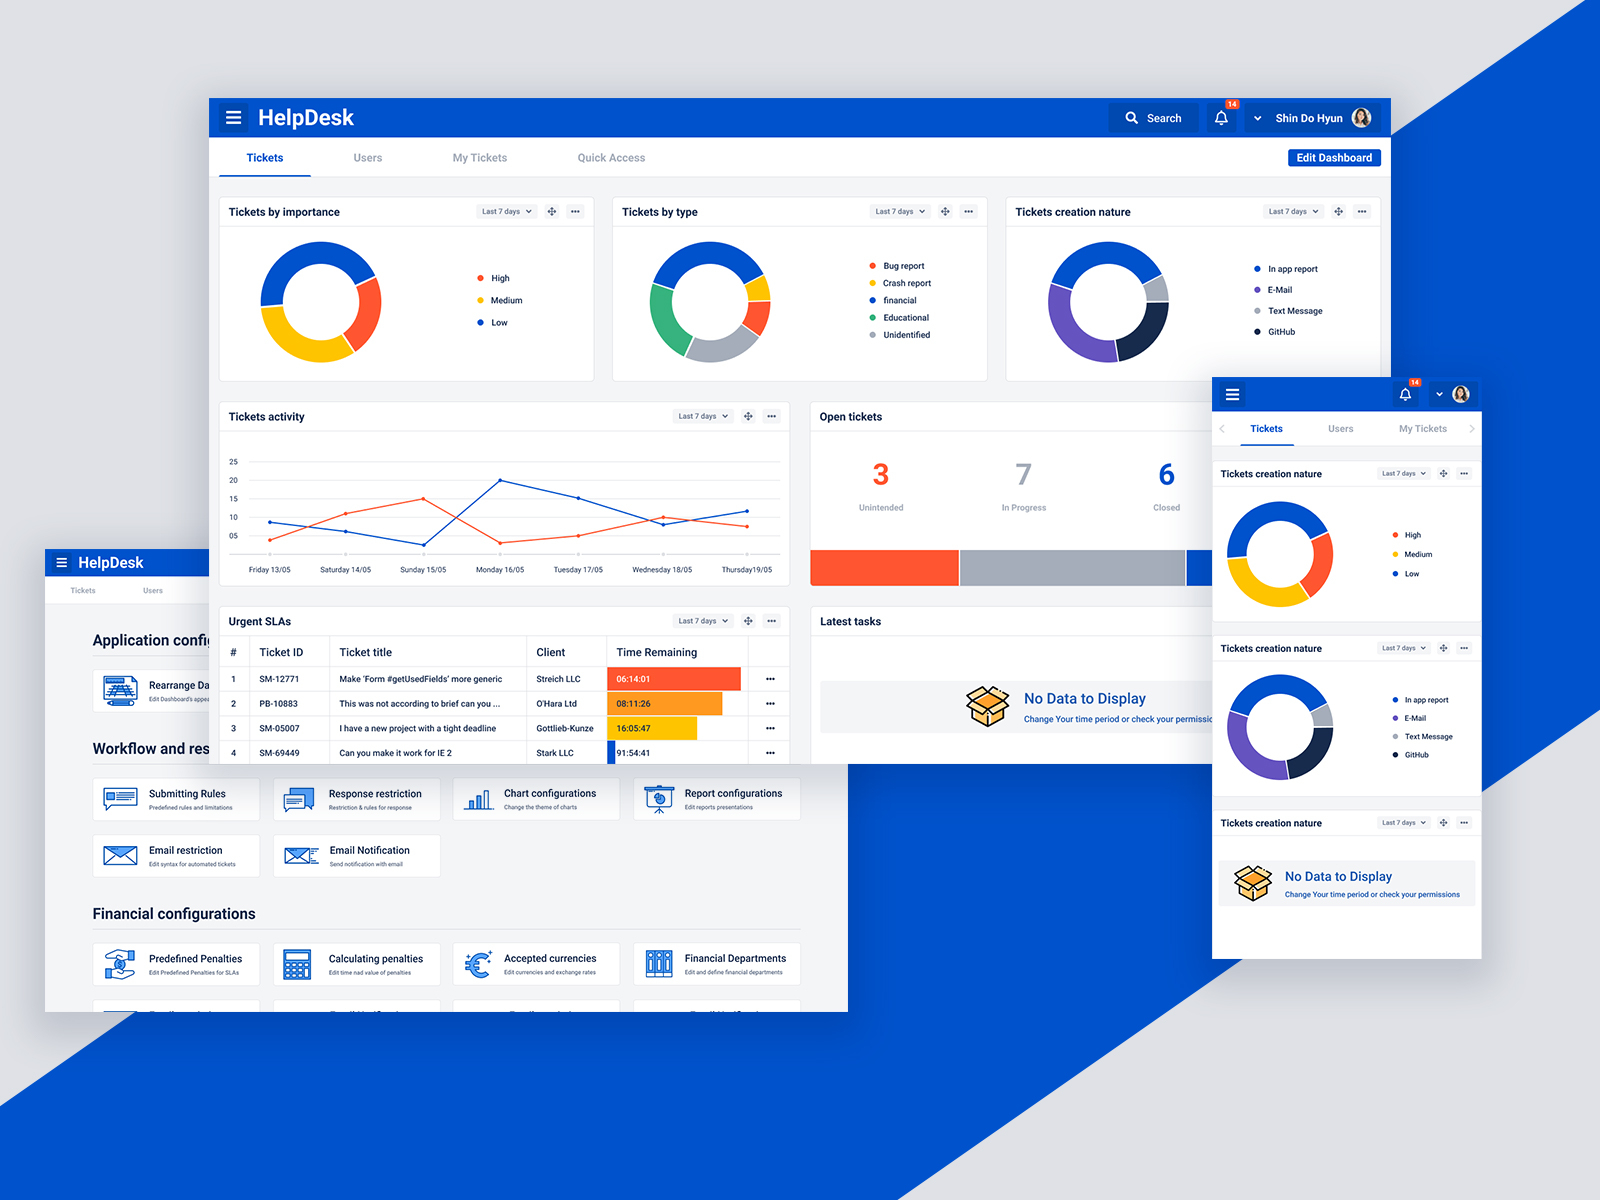 HelpDesk
Search
14
Shin Do Hyun
Tickets
Users
My Tickets
Quick Access
Edit Dashboard
Tickets by importance
Last 7 days
High
Medium
Low
Tickets by type
Last 7 days
Bug report
Crash report
financial
Educational
Unidentified
Tickets creation nature
Last 7 days
In app report
E-Mail
Text Message
GitHub
Tickets activity
Last 7 days
25
20
15
10
05
Friday 13/05
Saturday 14/05
Sunday 15/05
Monday 16/05
Tuesday 17/05
Wednesday 18/05
Thursday19/05
Open tickets
3
Unintended
7
In Progress
6
Closed
Urgent SLAs
Last 7 days
# Ticket ID Ticket title Client Time Remaining
1 SM-12771 Make 'Form #getUsedFields' more generic Streich LLC 06:14:01
2 PB-10883 This was not according to brief can you ... O'Hara Ltd 08:11:26
3 SM-05007 I have a new project with a tight deadline Gottlieb-Kunze 16:05:47
4 SM-69449 Can you make it work for IE 2 Stark LLC 91:54:41
Latest tasks
No Data to Display
Change Your time period or check your permissio
14
Tickets
Users
My Tickets
Tickets creation nature
Last 7 days
High
Medium
Low
Tickets creation nature
Last 7 days
In app report
E-Mail
Text Message
GitHub
Tickets creation nature
Last 7 days
No Data to Display
Change Your time period or check your permissions
HelpDesk
Tickets
Users
Application confi
Rearrange Da
Edit Dashboard's appea
Workflow and res
Submitting Rules
Predefined rules and limitations
Response restriction
Restriction & rules for response
Chart configurations
Change the theme of charts
Report configurations
Edit reports presentations
Email restriction
Edit syntax for automated tickets
Email Notification
Send notification with email
Financial configurations
Predefined Penalties
Edit Predefined Penalties for SLAs
Calculating penalties
Edit time nad value of penalties
Accepted currencies
Edit currencies and exchange rates
Financial Departments
Edit and define financial departments